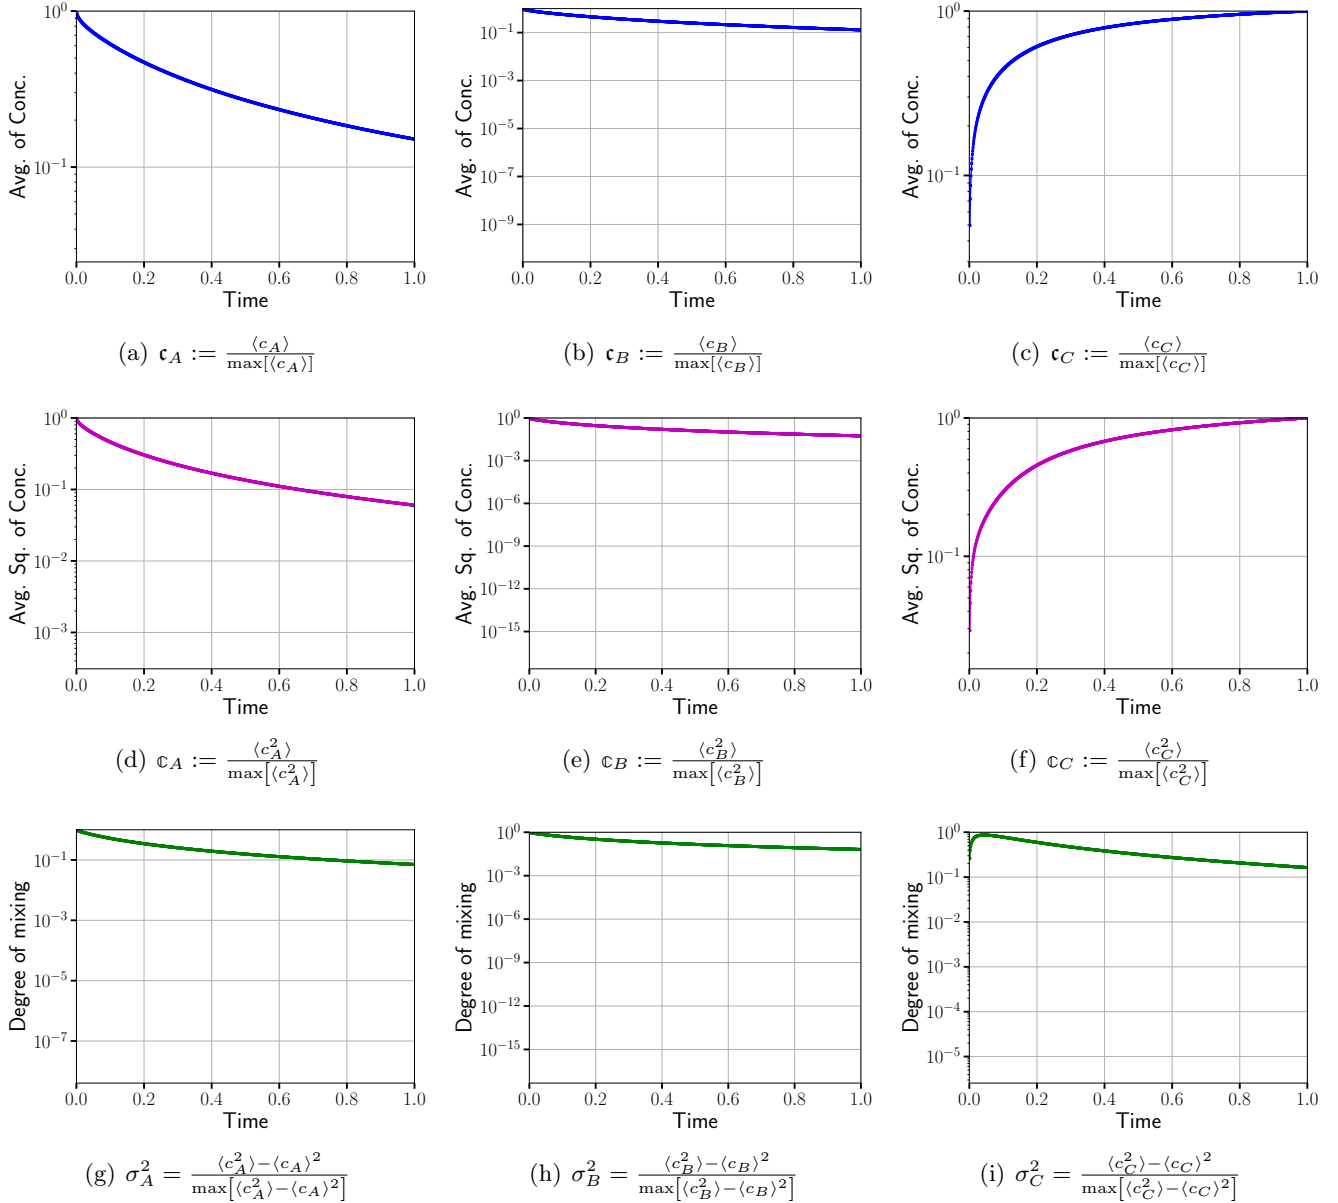 10^0
10^{-1}
Avg. of Conc.
0.0 0.2 0.4 0.6 0.8 1.0
Time
(a) 𝔠_A := ⟨c_A⟩ / max[⟨c_A⟩]
10^{-1}
10^{-3}
10^{-5}
10^{-7}
10^{-9}
Avg. of Conc.
0.0 0.2 0.4 0.6 0.8 1.0
Time
(b) 𝔠_B := ⟨c_B⟩ / max[⟨c_B⟩]
10^0
10^{-1}
Avg. of Conc.
0.0 0.2 0.4 0.6 0.8 1.0
Time
(c) 𝔠_C := ⟨c_C⟩ / max[⟨c_C⟩]
10^0
10^{-1}
10^{-2}
10^{-3}
Avg. Sq. of Conc.
0.0 0.2 0.4 0.6 0.8 1.0
Time
(d) 𝕔_A := ⟨c_A^2⟩ / max[⟨c_A^2⟩]
10^0
10^{-3}
10^{-6}
10^{-9}
10^{-12}
10^{-15}
Avg. Sq. of Conc.
0.0 0.2 0.4 0.6 0.8 1.0
Time
(e) 𝕔_B := ⟨c_B^2⟩ / max[⟨c_B^2⟩]
10^0
10^{-1}
Avg. Sq. of Conc.
0.0 0.2 0.4 0.6 0.8 1.0
Time
(f) 𝕔_C := ⟨c_C^2⟩ / max[⟨c_C^2⟩]
10^{-1}
10^{-3}
10^{-5}
10^{-7}
Degree of mixing
0.0 0.2 0.4 0.6 0.8 1.0
Time
(g) σ_A^2 = ⟨c_A^2⟩−⟨c_A⟩^2 / max[⟨c_A^2⟩−⟨c_A⟩^2]
10^0
10^{-3}
10^{-6}
10^{-9}
10^{-12}
10^{-15}
Degree of mixing
0.0 0.2 0.4 0.6 0.8 1.0
Time
(h) σ_B^2 = ⟨c_B^2⟩−⟨c_B⟩^2 / max[⟨c_B^2⟩−⟨c_B⟩^2]
10^0
10^{-1}
10^{-2}
10^{-3}
10^{-4}
10^{-5}
Degree of mixing
0.0 0.2 0.4 0.6 0.8 1.0
Time
(i) σ_C^2 = ⟨c_C^2⟩−⟨c_C⟩^2 / max[⟨c_C^2⟩−⟨c_C⟩^2]